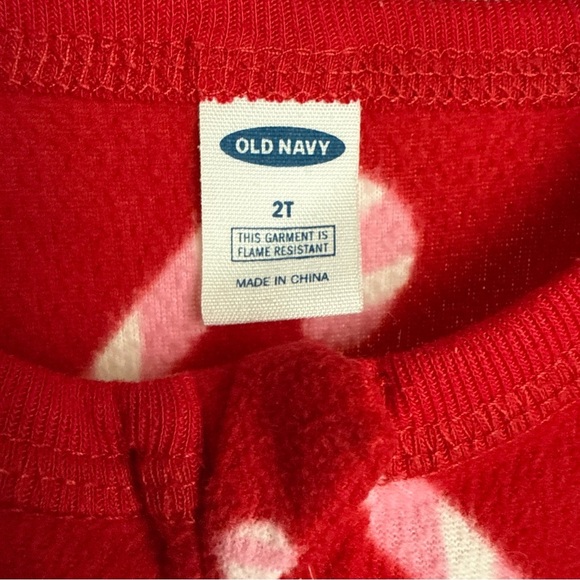 OLD NAVY
2T
THIS GARMENT IS
FLAME RESISTANT
MADE IN CHINA